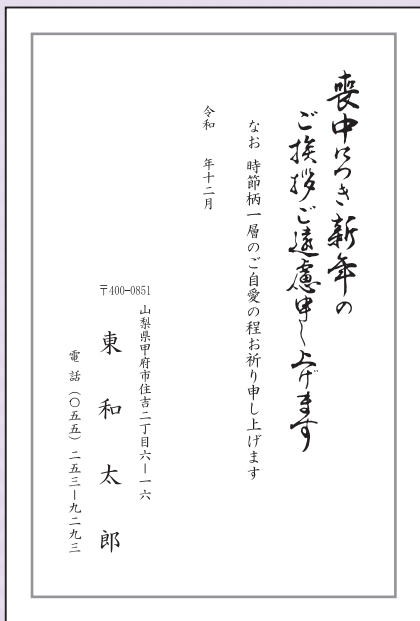 喪中につき新年の
ご挨拶ご遠慮申し上げます
なお 時節柄一層のご自愛の程お祈り申し上げます
令和　年十二月
〒400-0851
山梨県甲府市住吉二丁目六ー一六
東和太郎
電話（〇五五）二五三ー九二九三